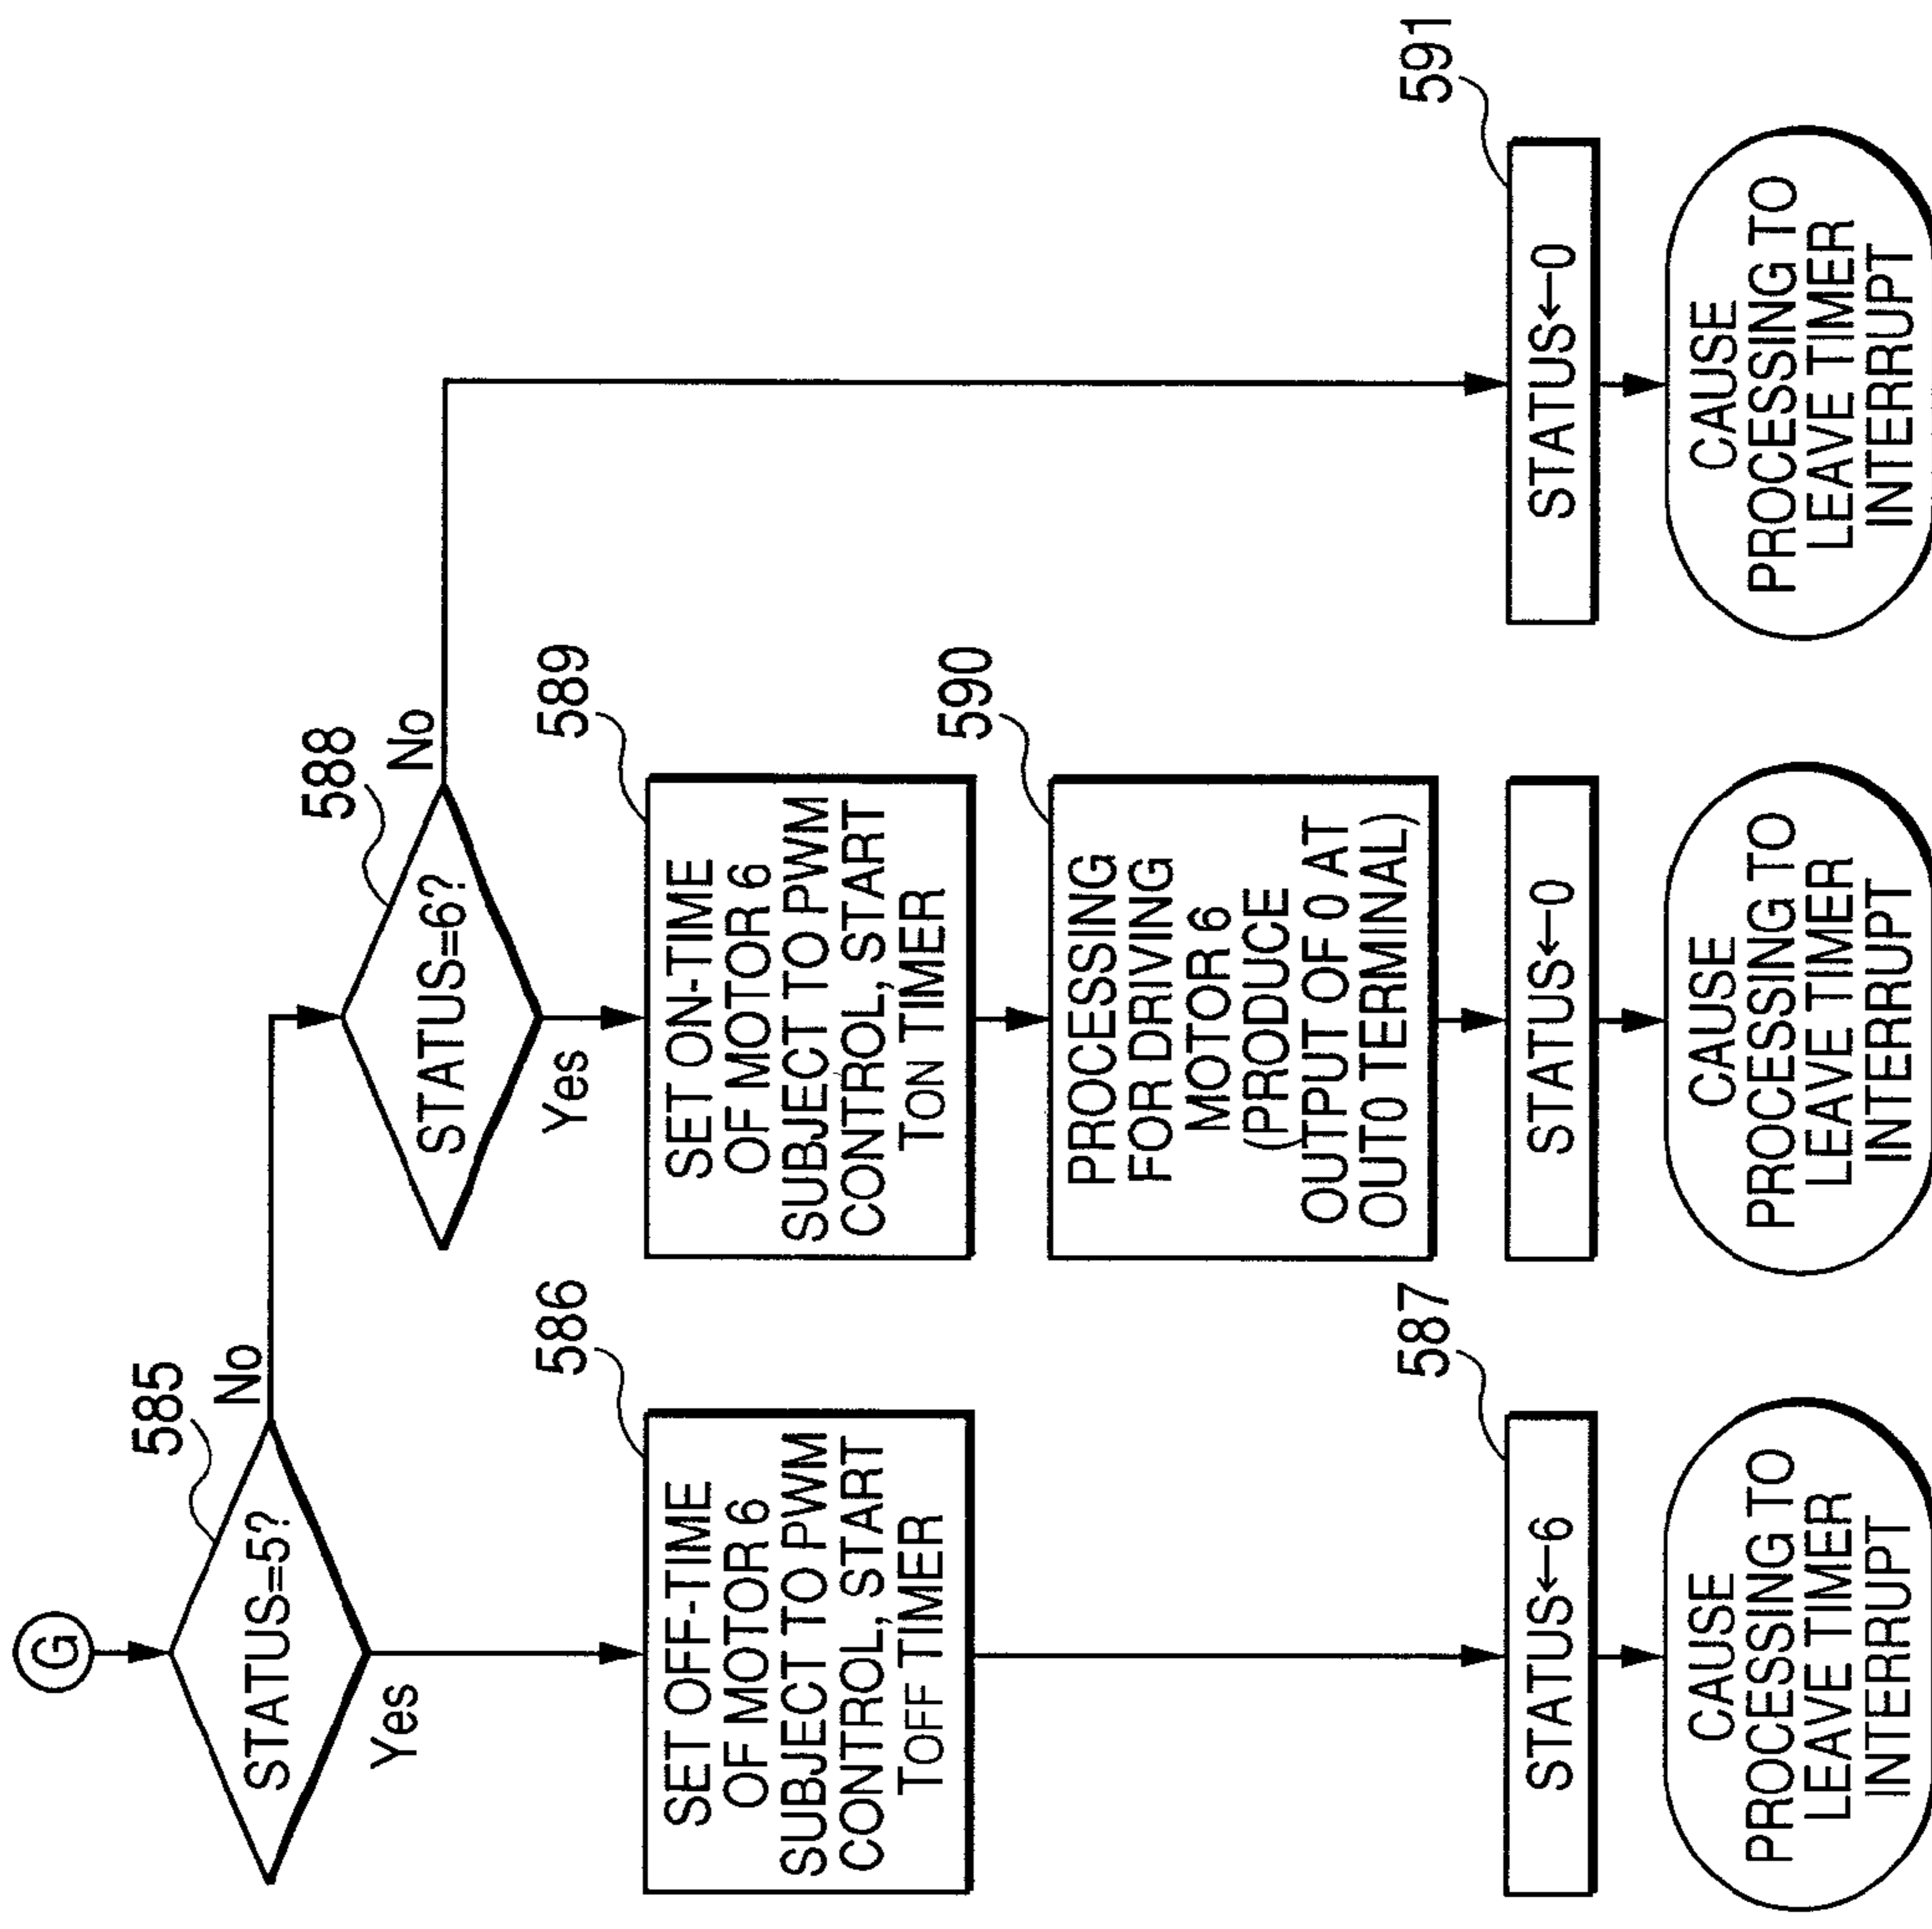 G
585
STATUS=5?
No
Yes
586
SET OFF-TIME
OF MOTOR 6
SUBJECT TO PWM
CONTROL, START
TOFF TIMER
587
STATUS←6
CAUSE
PROCESSING TO
LEAVE TIMER
INTERRUPT
588
STATUS=6?
No
Yes
589
SET ON-TIME
OF MOTOR 6
SUBJECT TO PWM
CONTROL, START
TON TIMER
590
PROCESSING
FOR DRIVING
MOTOR 6
(PRODUCE
OUTPUT OF 0 AT
OUT0 TERMINAL)
STATUS←0
CAUSE
PROCESSING TO
LEAVE TIMER
INTERRUPT
591
STATUS←0
CAUSE
PROCESSING TO
LEAVE TIMER
INTERRUPT